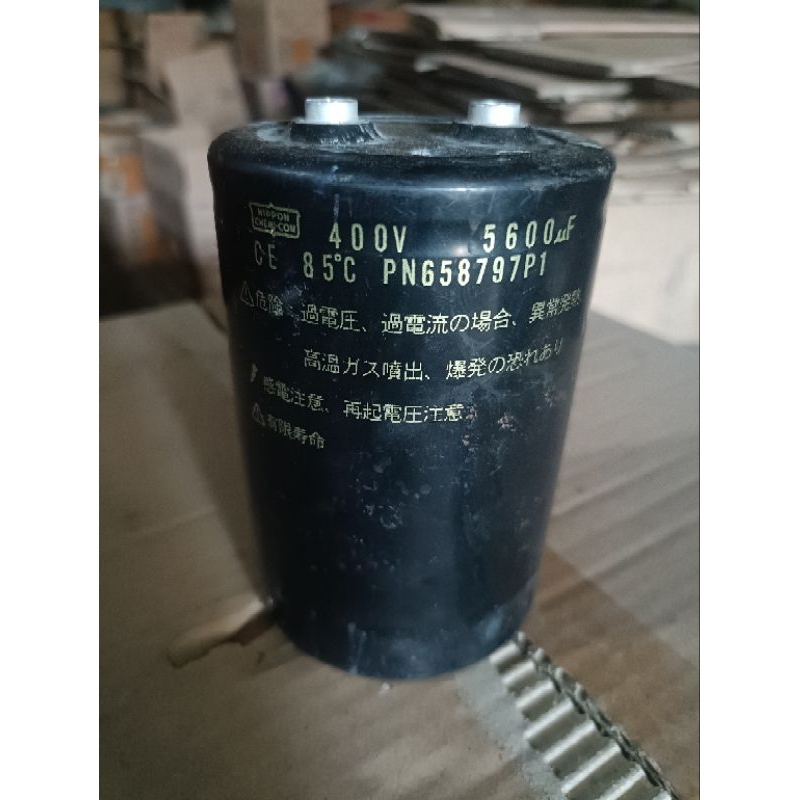 NIPPON
CHEMI-CON
400V 5600μF
CE 85°C PN658797P1
⚠危険 過電圧、過電流の場合、異常発熱
高温ガス噴出、爆発の恐れあり
感電注意、再起電圧注意
⚠有限寿命